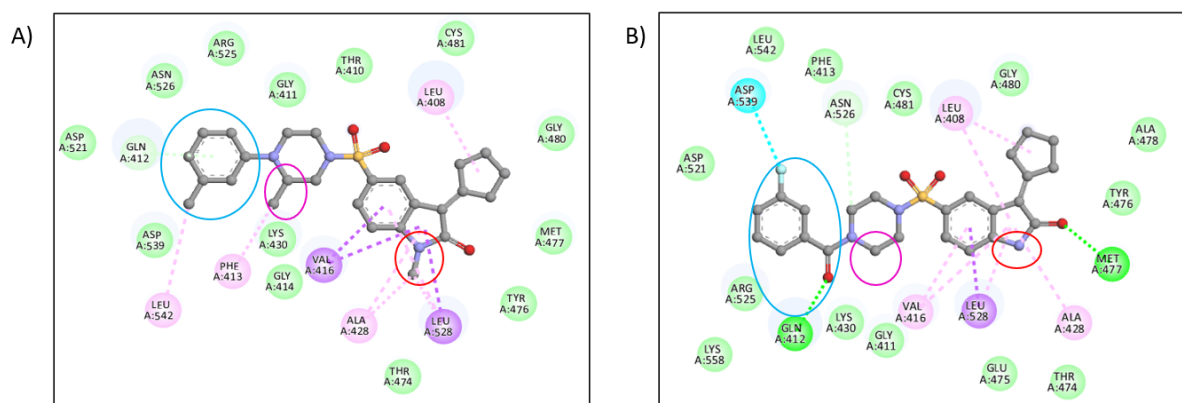 A)
ARG
A:525
CYS
A:481
THR
A:410
ASN
A:526
GLY
A:411
LEU
A:408
ASP
A:521
GLN
A:412
GLY
A:480
ASP
A:539
LYS
A:430
MET
A:477
PHE
A:413
GLY
A:414
VAL
A:416
LEU
A:542
TYR
A:476
ALA
A:428
LEU
A:528
THR
A:474
B)
LEU
A:542
PHE
A:413
ASP
A:539
ASN
A:526
CYS
A:481
LEU
A:408
GLY
A:480
ALA
A:478
ASP
A:521
TYR
A:476
MET
A:477
ARG
A:525
GLN
A:412
LYS
A:430
GLY
A:411
VAL
A:416
LEU
A:528
ALA
A:428
LYS
A:558
GLU
A:475
THR
A:474